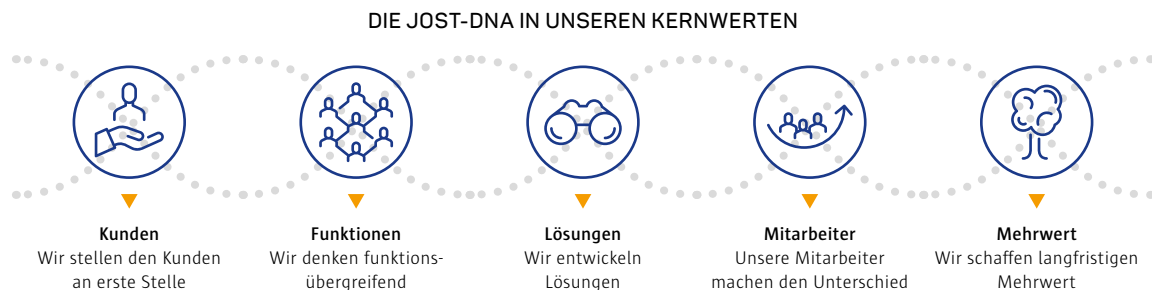 DIE JOST-DNA IN UNSEREN KERNWERTEN
Kunden
Wir stellen den Kunden
an erste Stelle
Funktionen
Wir denken funktions-
übergreifend
Lösungen
Wir entwickeln
Lösungen
Mitarbeiter
Unsere Mitarbeiter
machen den Unterschied
Mehrwert
Wir schaffen langfristigen
Mehrwert